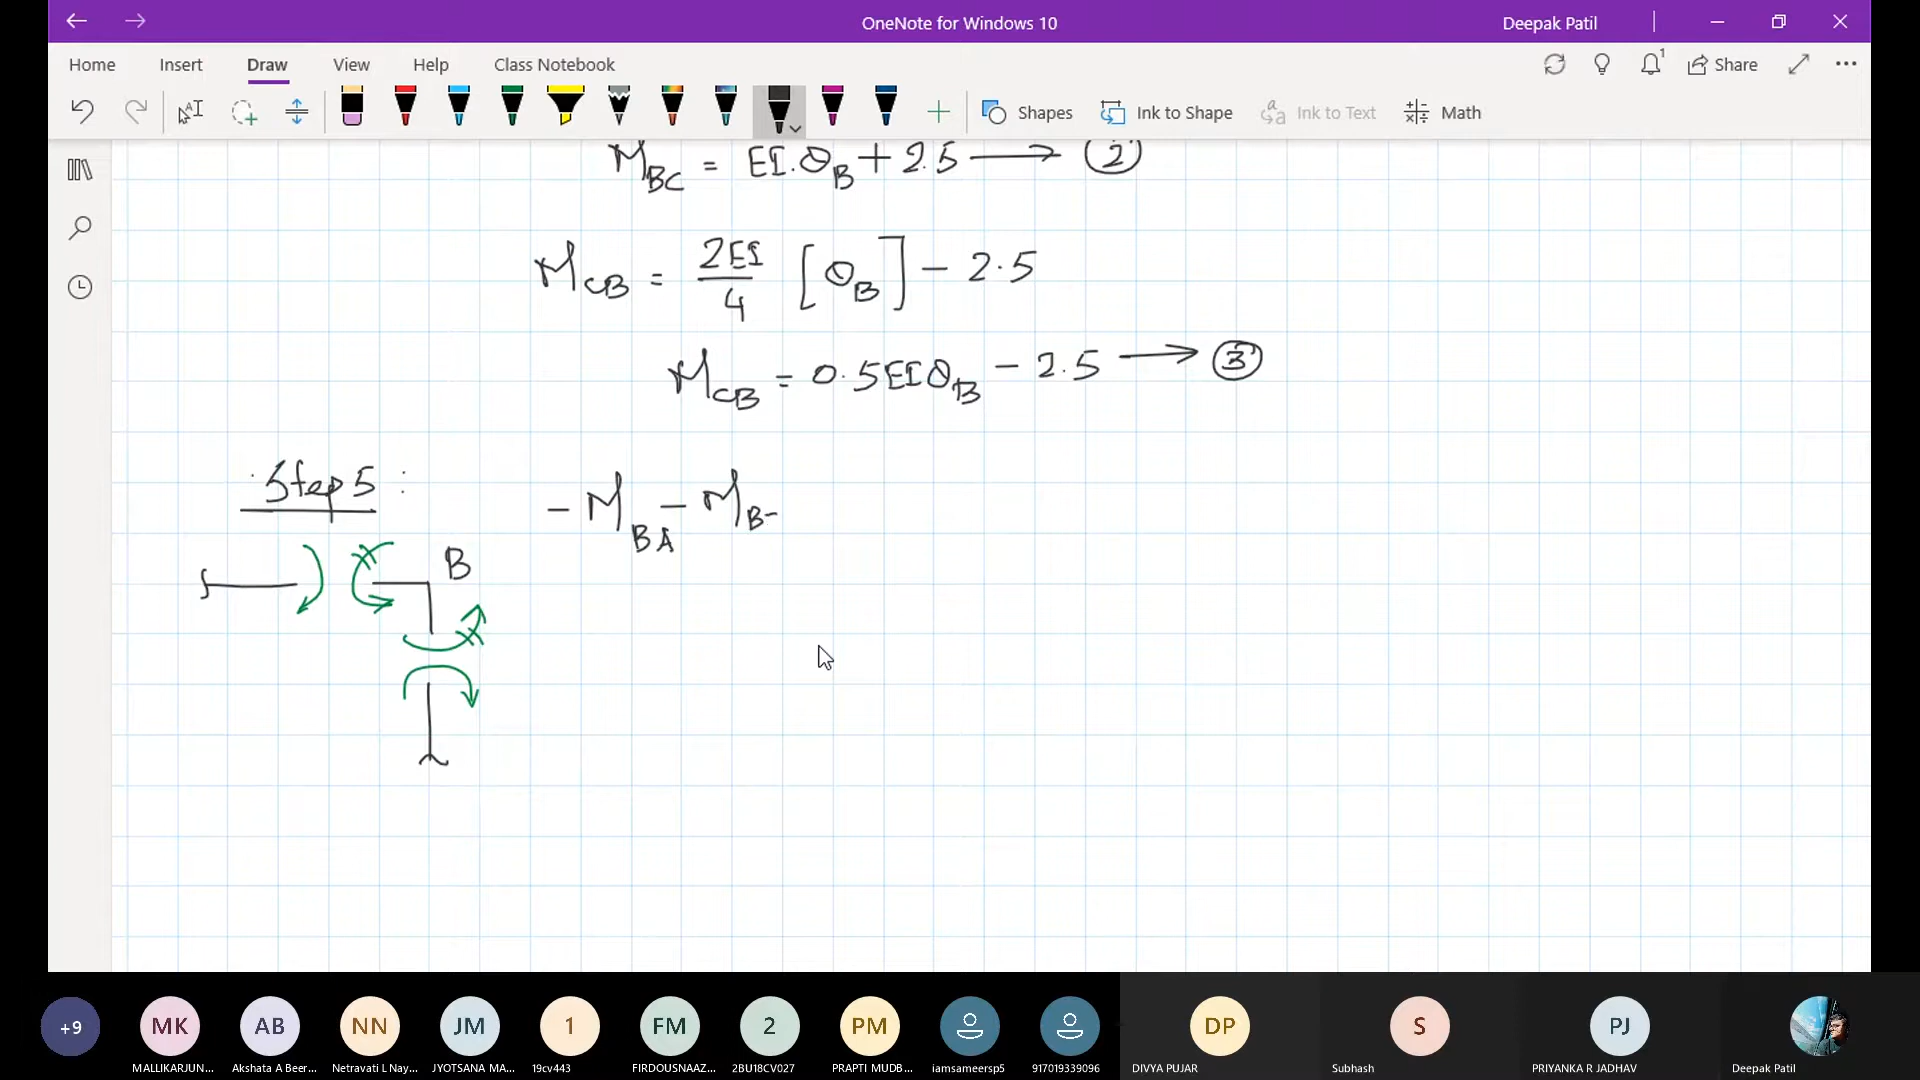 OneNote for Windows 10
Deepak Patil
Home Insert Draw View Help Class Notebook
1 Share
Shapes Ink to Shape Ink to Text Math
M_BC = EI.θ_B + 2.5 → ②
M_CB = 2EI/4 [θ_B] - 2.5
M_CB = 0.5EIθ_B - 2.5 → ③
Step 5 :
- M_BA - M_B-
B
+9 MK AB NN JM 1 FM 2 PM DP S PJ
MALLIKARJUN... Akshata A Beer... Netravati L Nay... JYOTSANA MA... 19cv443 FIRDOUSNAAZ... 2BU18CV027 PRAPTI MUDB... iamsameersp5 917019339096 DIVYA PUJAR Subhash PRIYANKA R JADHAV Deepak Patil